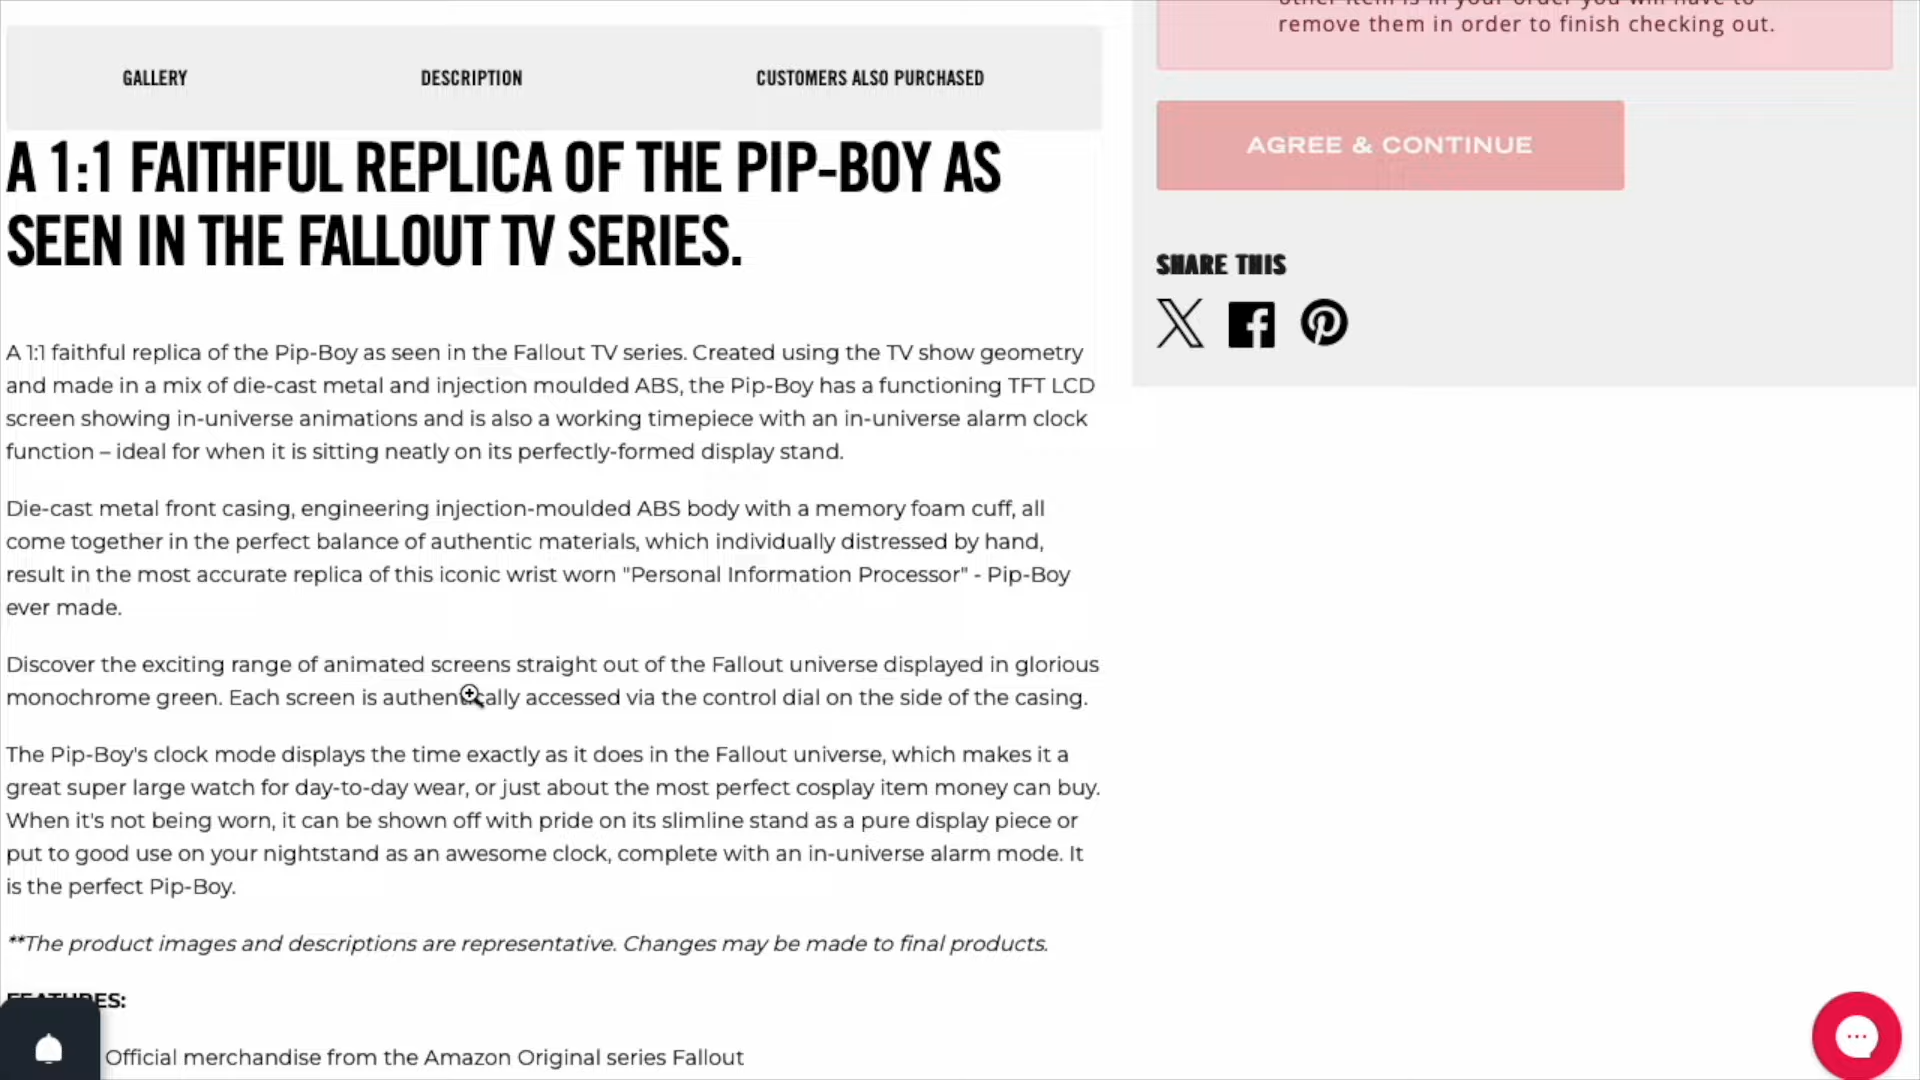 other item is in your order you will have to
remove them in order to finish checking out.
GALLERY
DESCRIPTION
CUSTOMERS ALSO PURCHASED
AGREE & CONTINUE
A 1:1 FAITHFUL REPLICA OF THE PIP-BOY AS
SEEN IN THE FALLOUT TV SERIES.
SHARE THIS
A 1:1 faithful replica of the Pip-Boy as seen in the Fallout TV series. Created using the TV show geometry
and made in a mix of die-cast metal and injection moulded ABS, the Pip-Boy has a functioning TFT LCD
screen showing in-universe animations and is also a working timepiece with an in-universe alarm clock
function – ideal for when it is sitting neatly on its perfectly-formed display stand.
Die-cast metal front casing, engineering injection-moulded ABS body with a memory foam cuff, all
come together in the perfect balance of authentic materials, which individually distressed by hand,
result in the most accurate replica of this iconic wrist worn "Personal Information Processor" - Pip-Boy
ever made.
Discover the exciting range of animated screens straight out of the Fallout universe displayed in glorious
monochrome green. Each screen is authentically accessed via the control dial on the side of the casing.
The Pip-Boy's clock mode displays the time exactly as it does in the Fallout universe, which makes it a
great super large watch for day-to-day wear, or just about the most perfect cosplay item money can buy.
When it's not being worn, it can be shown off with pride on its slimline stand as a pure display piece or
put to good use on your nightstand as an awesome clock, complete with an in-universe alarm mode. It
is the perfect Pip-Boy.
**The product images and descriptions are representative. Changes may be made to final products.
FEATURES:
Official merchandise from the Amazon Original series Fallout